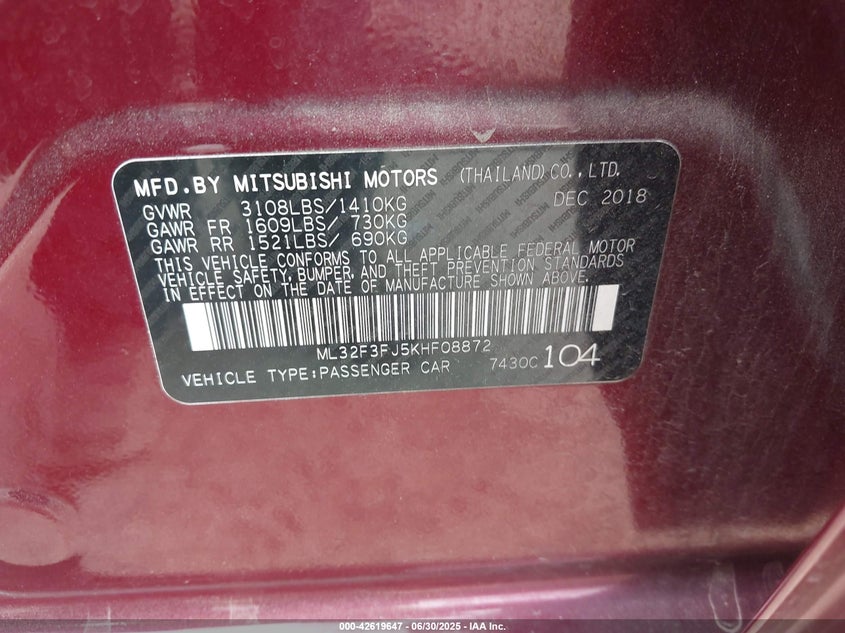 MFD.BY MITSUBISHI MOTORS (THAILAND) CO., LTD.
GVWR 3108LBS/1410KG DEC 2018
GAWR FR 1609LBS/ 730KG
GAWR RR 1521LBS/ 690KG
THIS VEHICLE CONFORMS TO ALL APPLICABLE FEDERAL MOTOR
VEHICLE SAFETY, BUMPER, AND THEFT PREVENTION STANDARDS
IN EFFECT ON THE DATE OF MANUFACTURE SHOWN ABOVE.
ML32F3FJ5KHF08872
VEHICLE TYPE:PASSENGER CAR 7430C 104
000-42619647 / 06/30/2025 - IAA Inc.